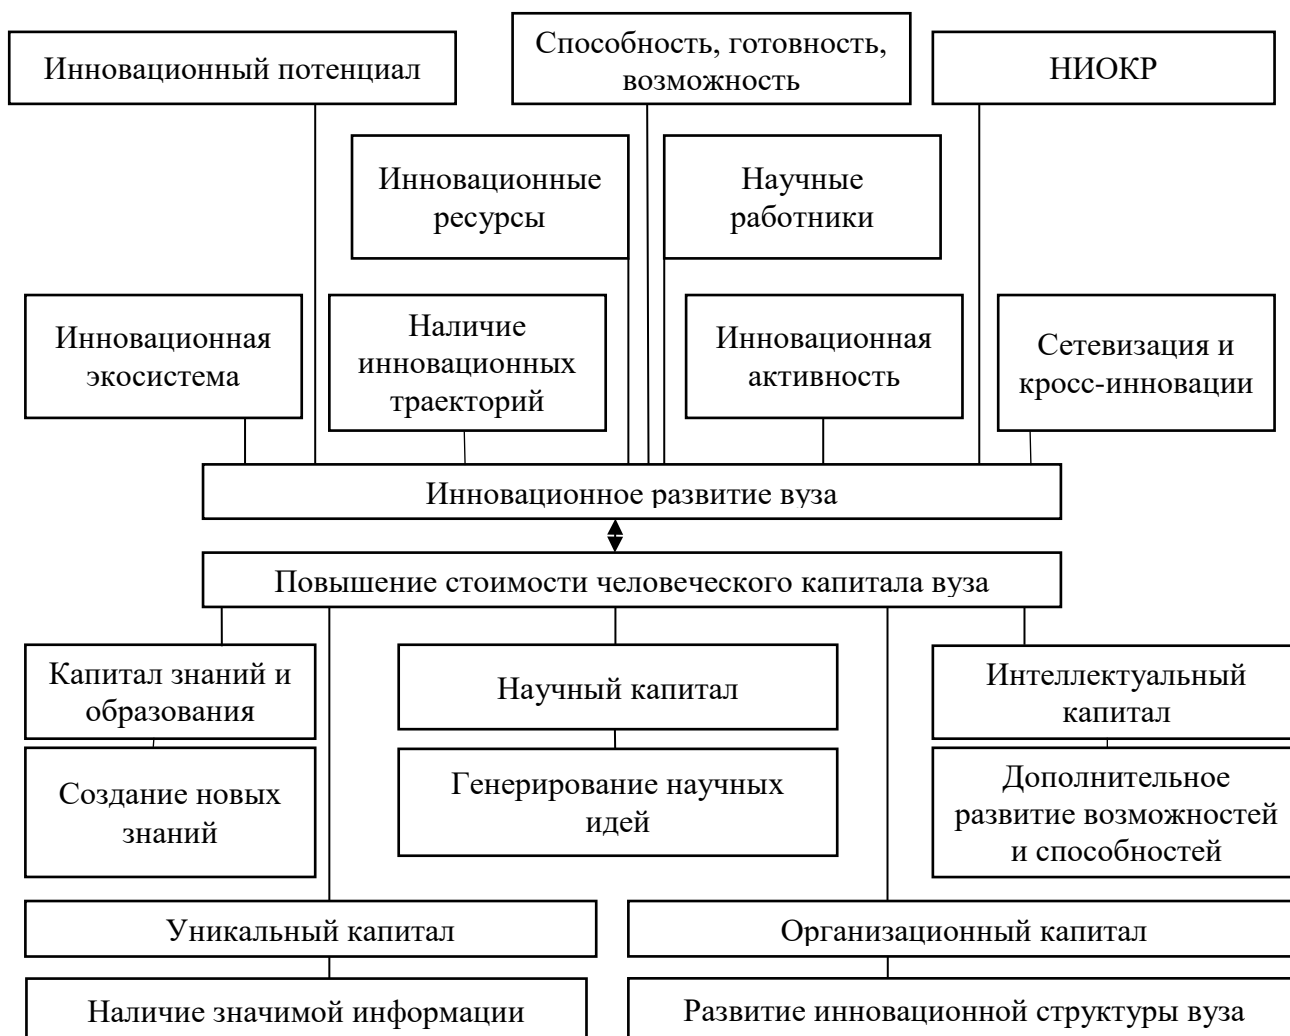 Инновационный потенциал
Способность, готовность,
возможность
НИОКР
Инновационные
ресурсы
Научные
работники
Инновационная
экосистема
Наличие
инновационных
траекторий
Инновационная
активность
Сетевизация и
кросс-инновации
Инновационное развитие вуза
Повышение стоимости человеческого капитала вуза
Капитал знаний и
образования
Научный капитал
Интеллектуальный
капитал
Создание новых
знаний
Генерирование научных
идей
Дополнительное
развитие возможностей
и способностей
Уникальный капитал
Организационный капитал
Наличие значимой информации
Развитие инновационной структуры вуза